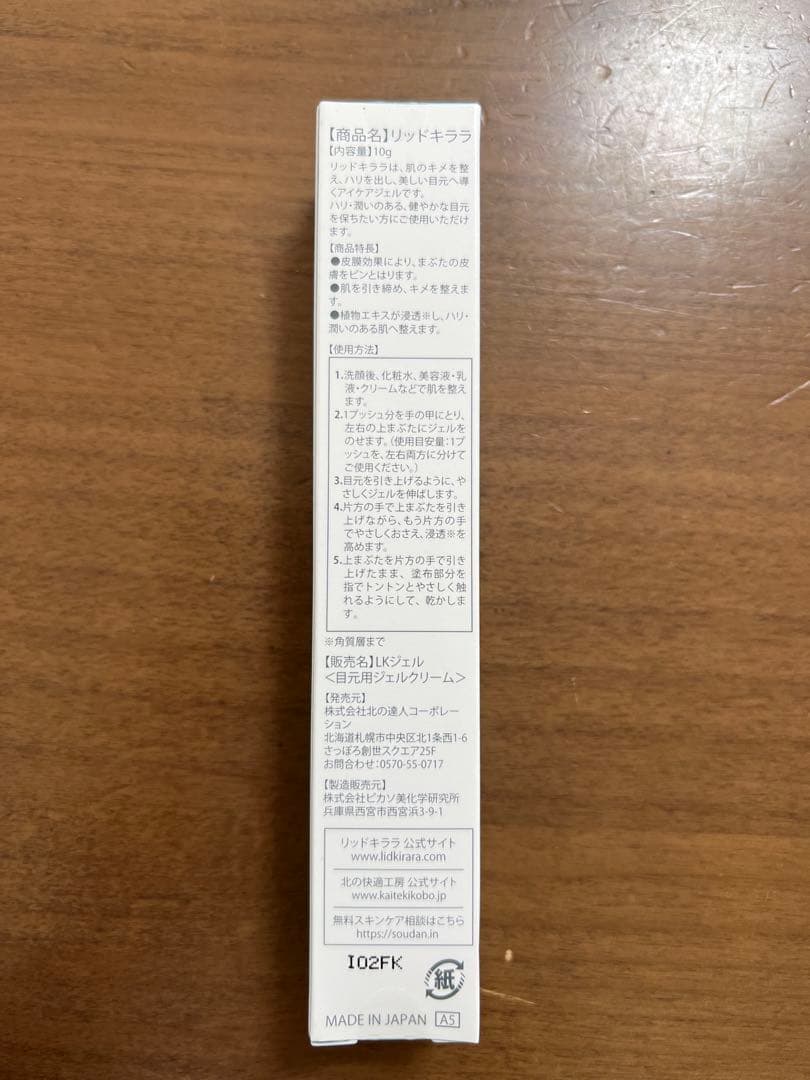 【商品名】リッドキララ
【内容量】10g
リッドキララは、肌のキメを整
え、ハリを出し、美しい目元へ導
くアイケアジェルです。
ハリ・潤いのある、健やかな目元
を保ちたい方にご使用いただけ
ます。
【商品特長】
●皮膜効果により、まぶたの皮
膚をピンとはります。
●肌を引き締め、キメを整えま
す。
●植物エキスが浸透※し、ハリ・
潤いのある肌へ整えます。
【使用方法】
1.洗顔後、化粧水、美容液・乳
液・クリームなどで肌を整え
ます。
2.1プッシュ分を手の甲にとり、
左右の上まぶたにジェルを
のせます。(使用目安量:1プ
ッシュを、左右両方に分けて
ご使用ください。)
3.目元を引き上げるように、や
さしくジェルを伸ばします。
4.片方の手で上まぶたを引き
上げながら、もう片方の手
でやさしくおさえ、浸透※を
高めます。
5.上まぶたを片方の手で引き
上げたまま、塗布部分を
指でトントンとやさしく触
れるようにして、乾かしま
す。
※角質層まで
【販売名】LKジェル
<目元用ジェルクリーム>
【発売元】
株式会社北の達人コーポレー
ション
北海道札幌市中央区北1条西1-6
さっぽろ創世スクエア25F
お問合わせ:0570-55-0717
【製造販売元】
株式会社ピカソ美化学研究所
兵庫県西宮市西宮浜3-9-1
リッドキララ 公式サイト
www.lidkirara.com
北の快適工房 公式サイト
www.kaitekikobo.jp
無料スキンケア相談はこちら
https://soudan.in
I02FK
紙
MADE IN JAPAN A5